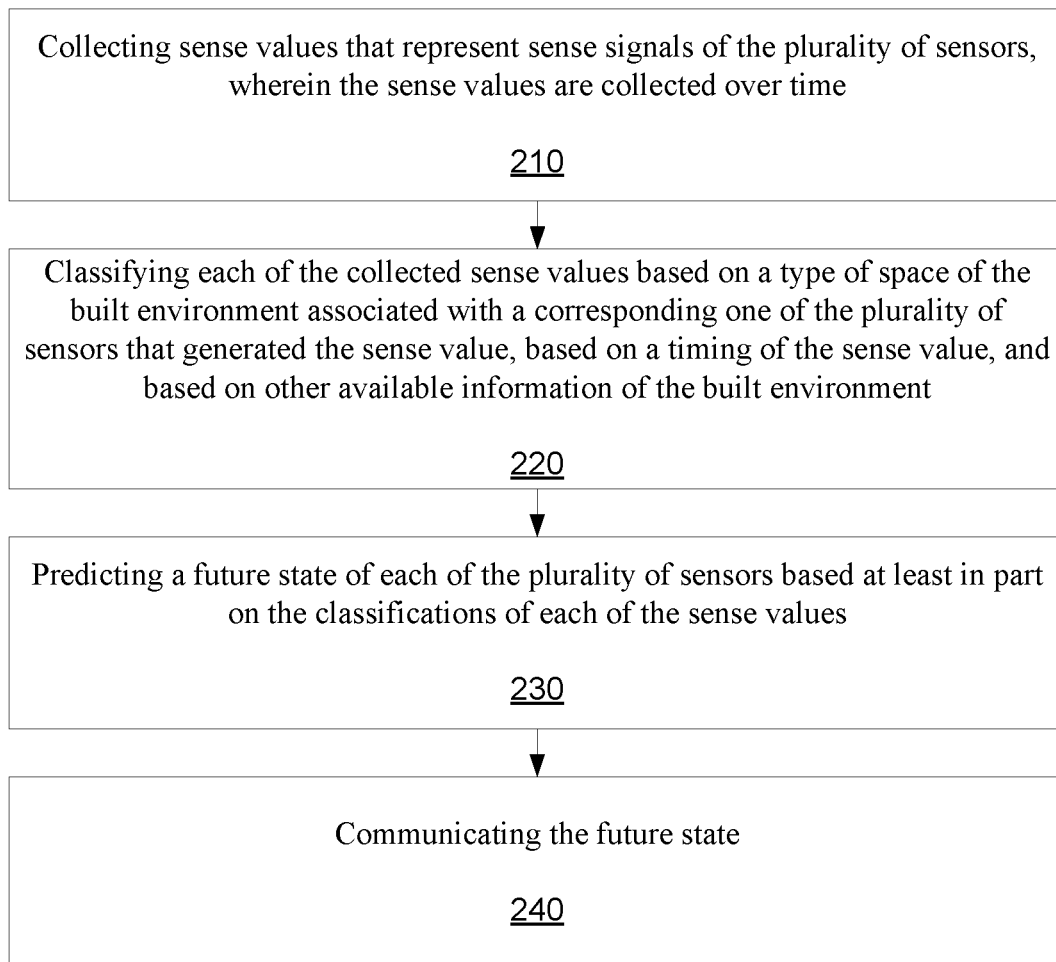 Collecting sense values that represent sense signals of the plurality of sensors,
wherein the sense values are collected over time
210
Classifying each of the collected sense values based on a type of space of the
built environment associated with a corresponding one of the plurality of
sensors that generated the sense value, based on a timing of the sense value, and
based on other available information of the built environment
220
Predicting a future state of each of the plurality of sensors based at least in part
on the classifications of each of the sense values
230
Communicating the future state
240